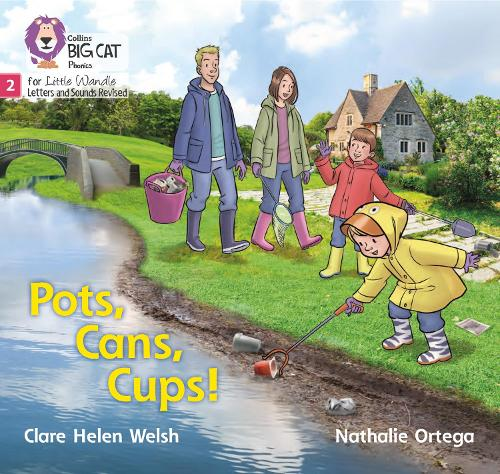 Collins
BIG CAT
Phonics
2
for Little Wandle
Letters and Sounds Revised
Pots,
Cans,
Cups!
Clare Helen Welsh
Nathalie Ortega